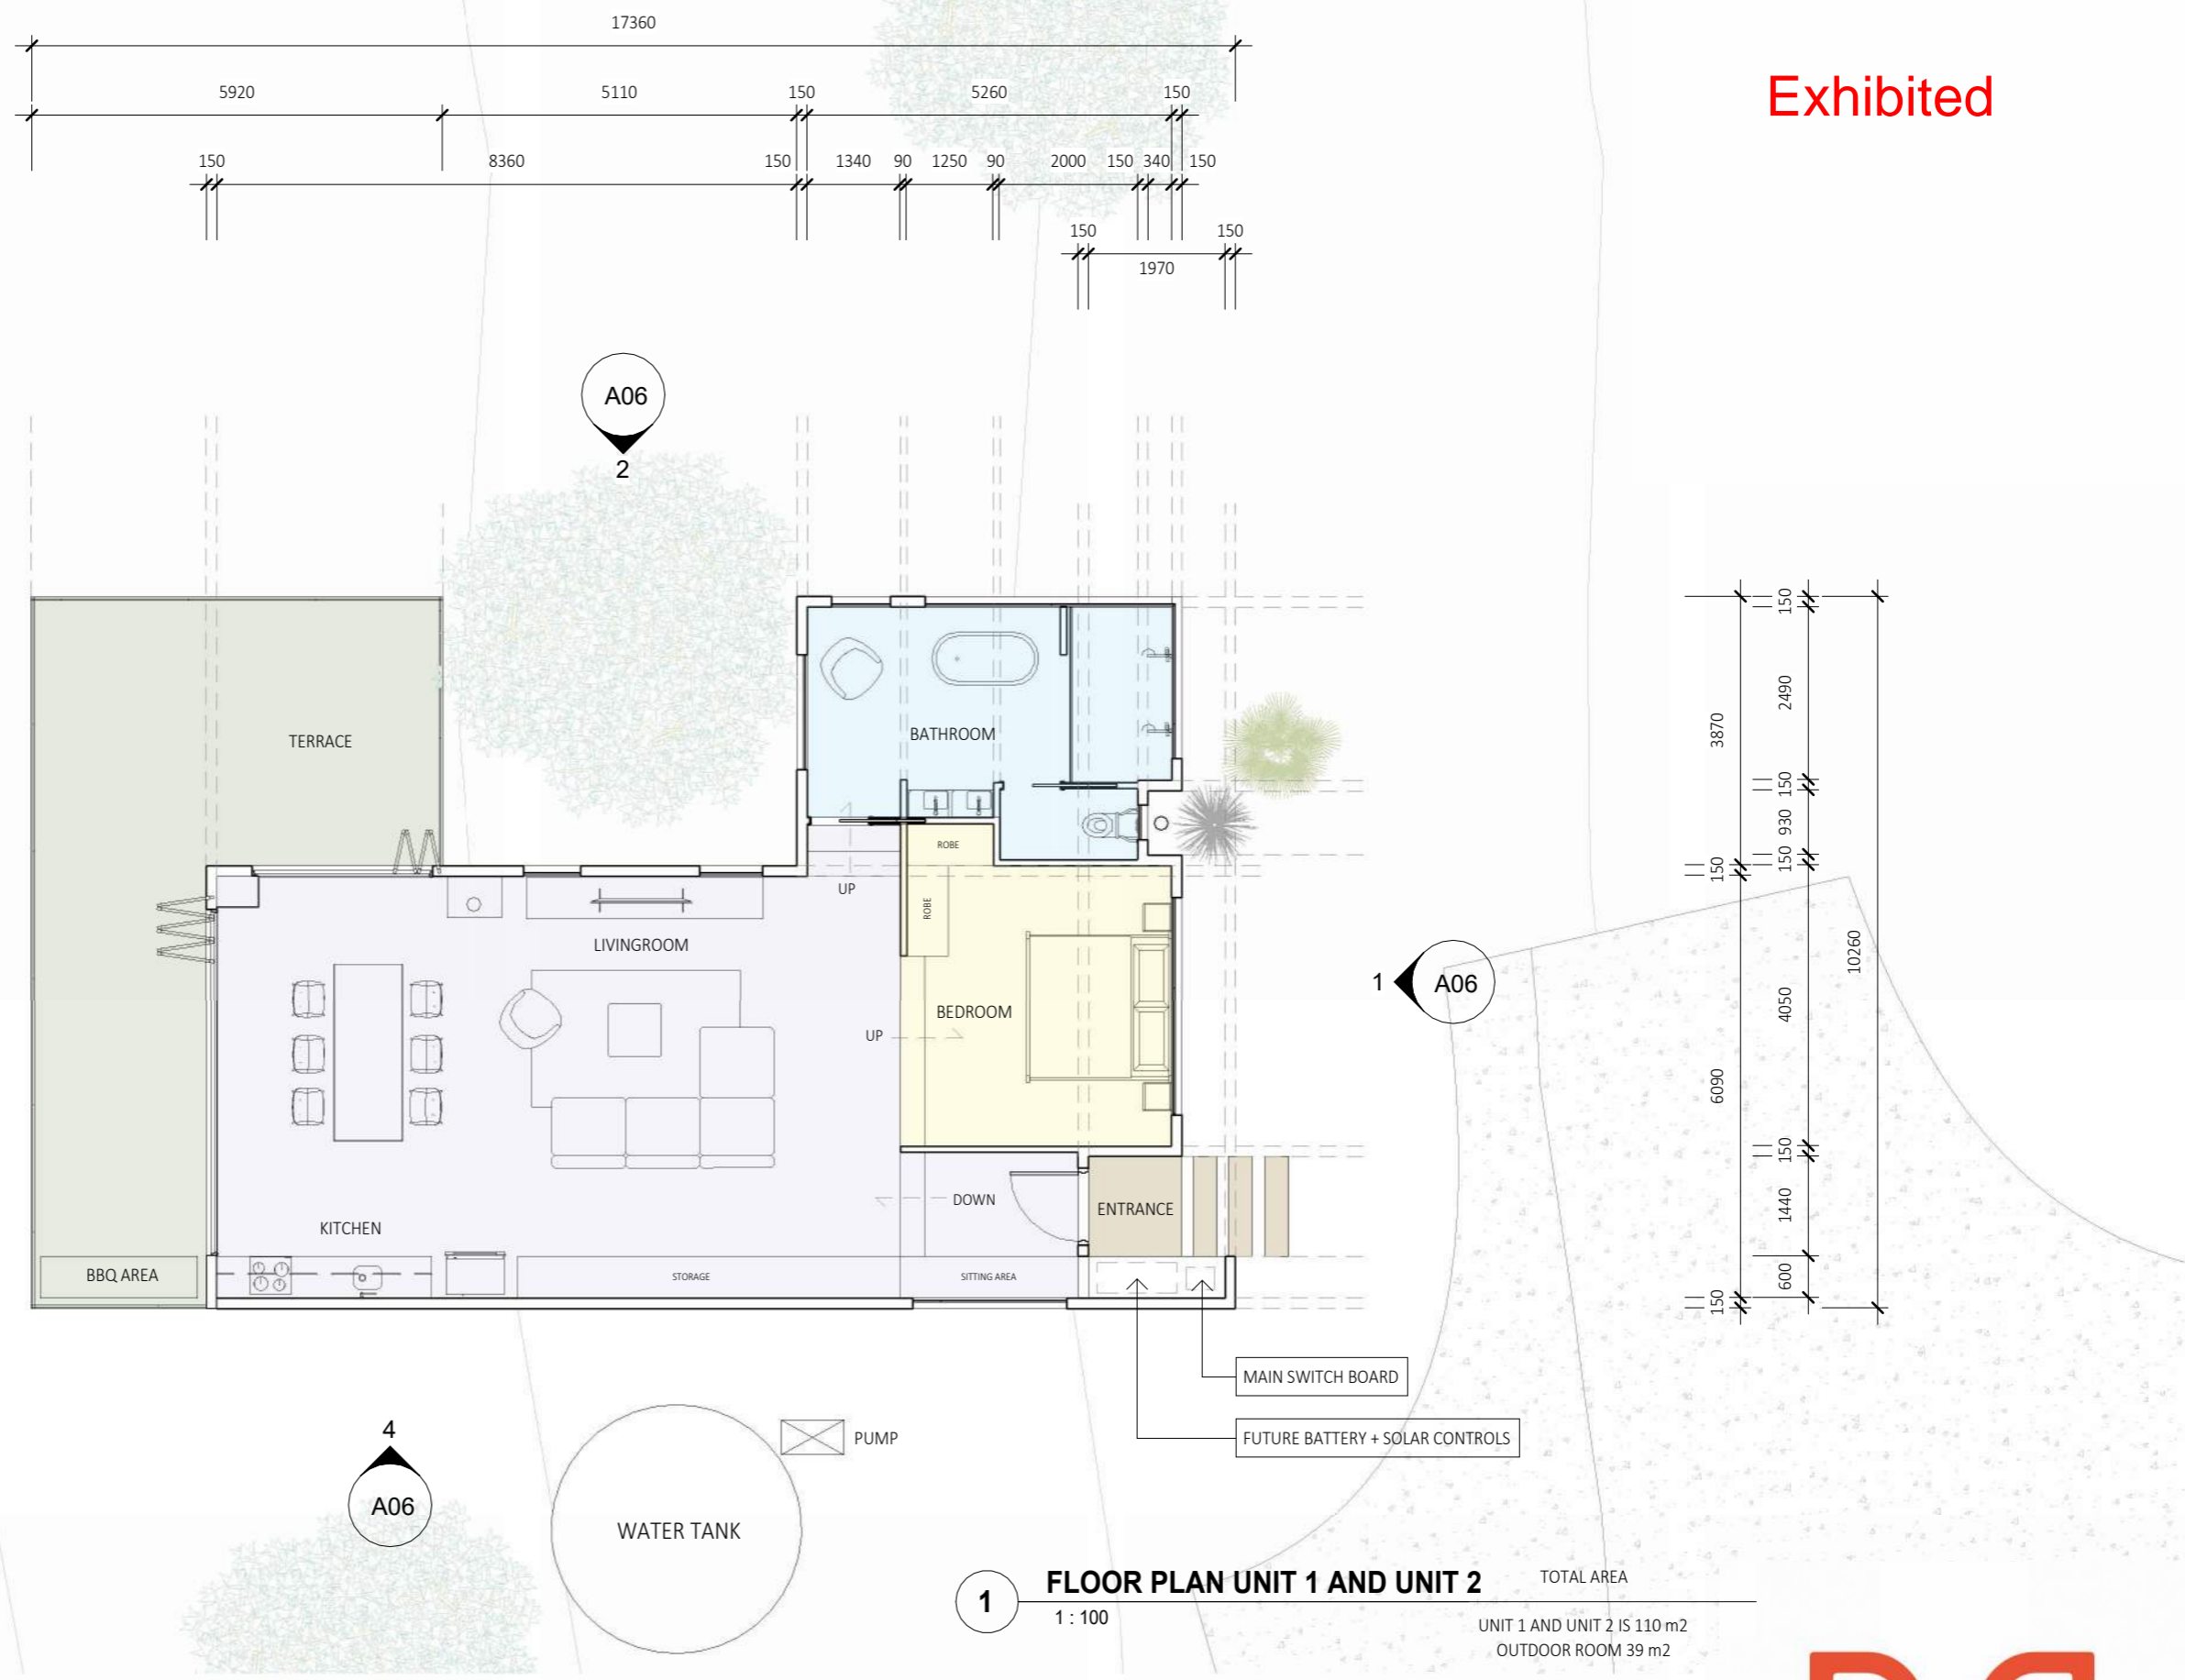 17360
Exhibited
5920 5110 150 5260 150
150 8360 150 1340 90 1250 90 2000 150 340 150
150 150
1970
A06
2
150
2490
3870
150
930
150
150
TERRACE
BATHROOM
ROBE
UP
ROBE
LIVINGROOM
BEDROOM
UP
1 A06
10260
4050
6090
150
1440
600
150
DOWN
ENTRANCE
KITCHEN
BBQ AREA
STORAGE
SITTING AREA
MAIN SWITCH BOARD
FUTURE BATTERY + SOLAR CONTROLS
4
A06
PUMP
WATER TANK
1
FLOOR PLAN UNIT 1 AND UNIT 2
1 : 100
TOTAL AREA
UNIT 1 AND UNIT 2 IS 110 m2
OUTDOOR ROOM 39 m2